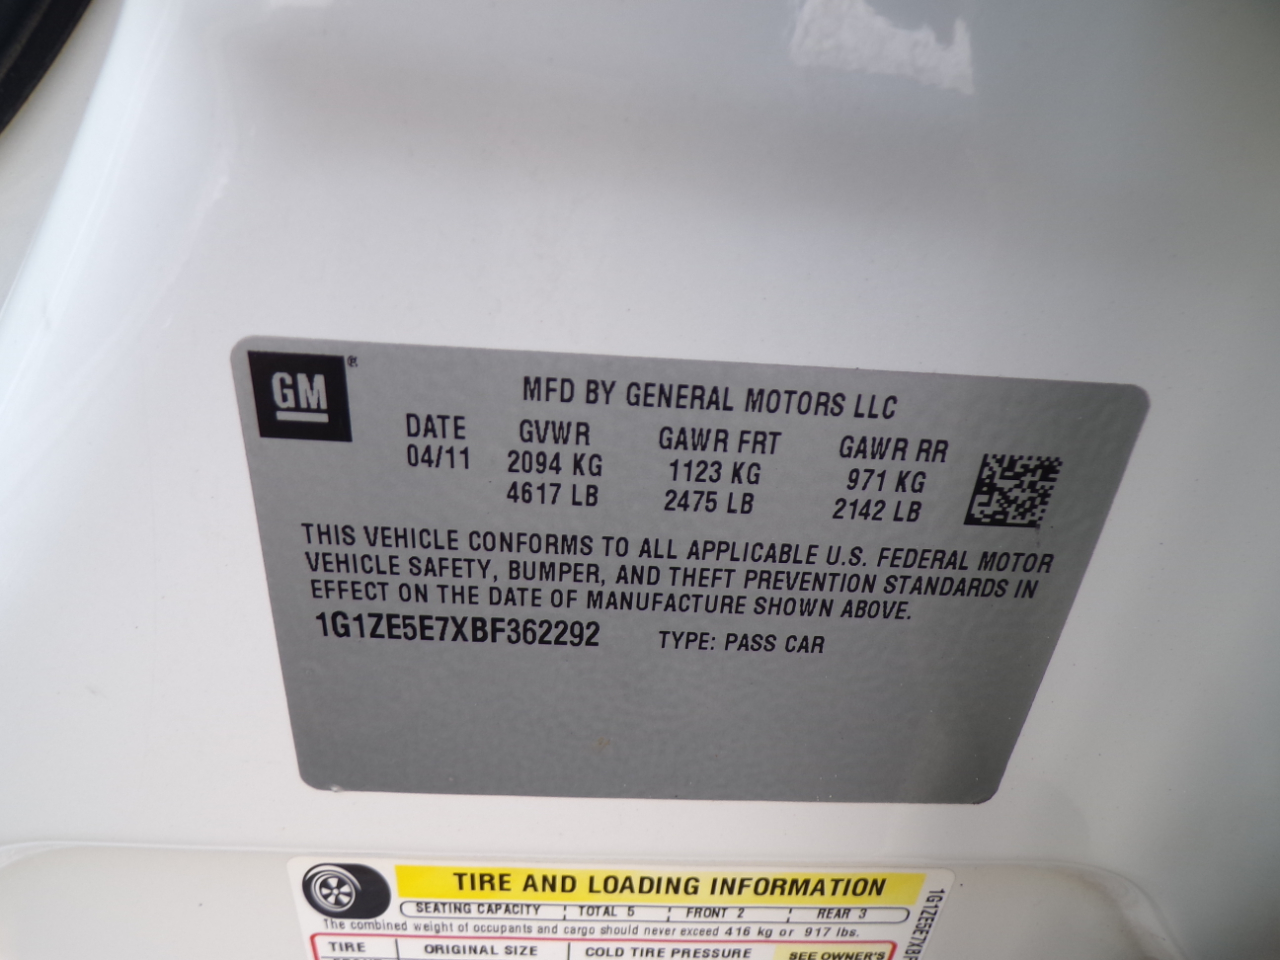 GM®
MFD BY GENERAL MOTORS LLC
DATE GVWR GAWR FRT GAWR RR
04/11 2094 KG 1123 KG 971 KG
4617 LB 2475 LB 2142 LB
THIS VEHICLE CONFORMS TO ALL APPLICABLE U.S. FEDERAL MOTOR
VEHICLE SAFETY, BUMPER, AND THEFT PREVENTION STANDARDS IN
EFFECT ON THE DATE OF MANUFACTURE SHOWN ABOVE.
1G1ZE5E7XBF362292 TYPE: PASS CAR
TIRE AND LOADING INFORMATION
SEATING CAPACITY TOTAL 5 FRONT 2 REAR 3
The combined weight of occupants and cargo should never exceed 416 kg or 917 lbs.
TIRE ORIGINAL SIZE COLD TIRE PRESSURE SEE OWNER'S
1G1ZE5E7XBF